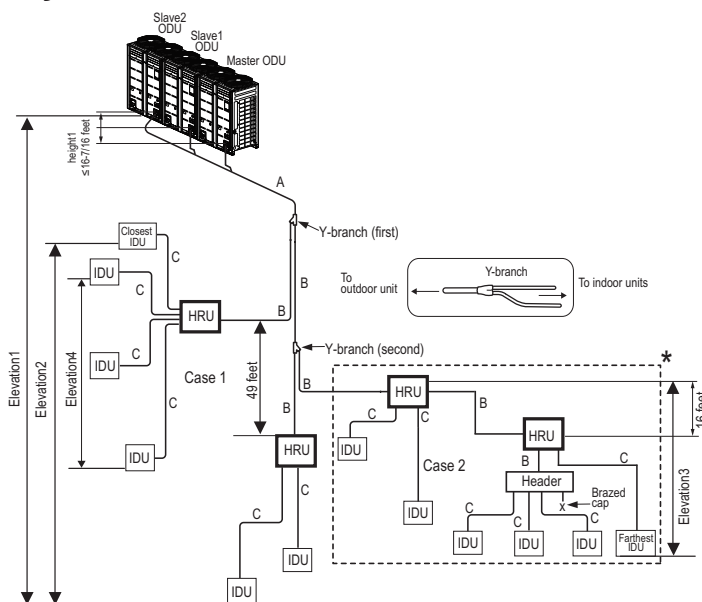 Slave2
ODU
Slave1
ODU
Master ODU
height1
≤16-7/16 feet
A
Y-branch (first)
Closest
IDU
C
IDU
C
HRU
B
B
Y-branch
To
outdoor unit
To indoor units
Y-branch (second)
Elevation1
Elevation2
Elevation4
C
IDU
Case 1
49 feet
C
IDU
B
B
HRU
C
C
IDU
IDU
*
HRU
C
C
B
IDU
Case 2
IDU
HRU
B
C
Header
C
C
C
x
Brazed
cap
IDU
IDU
IDU
Farthest
IDU
16 feet
Elevation3